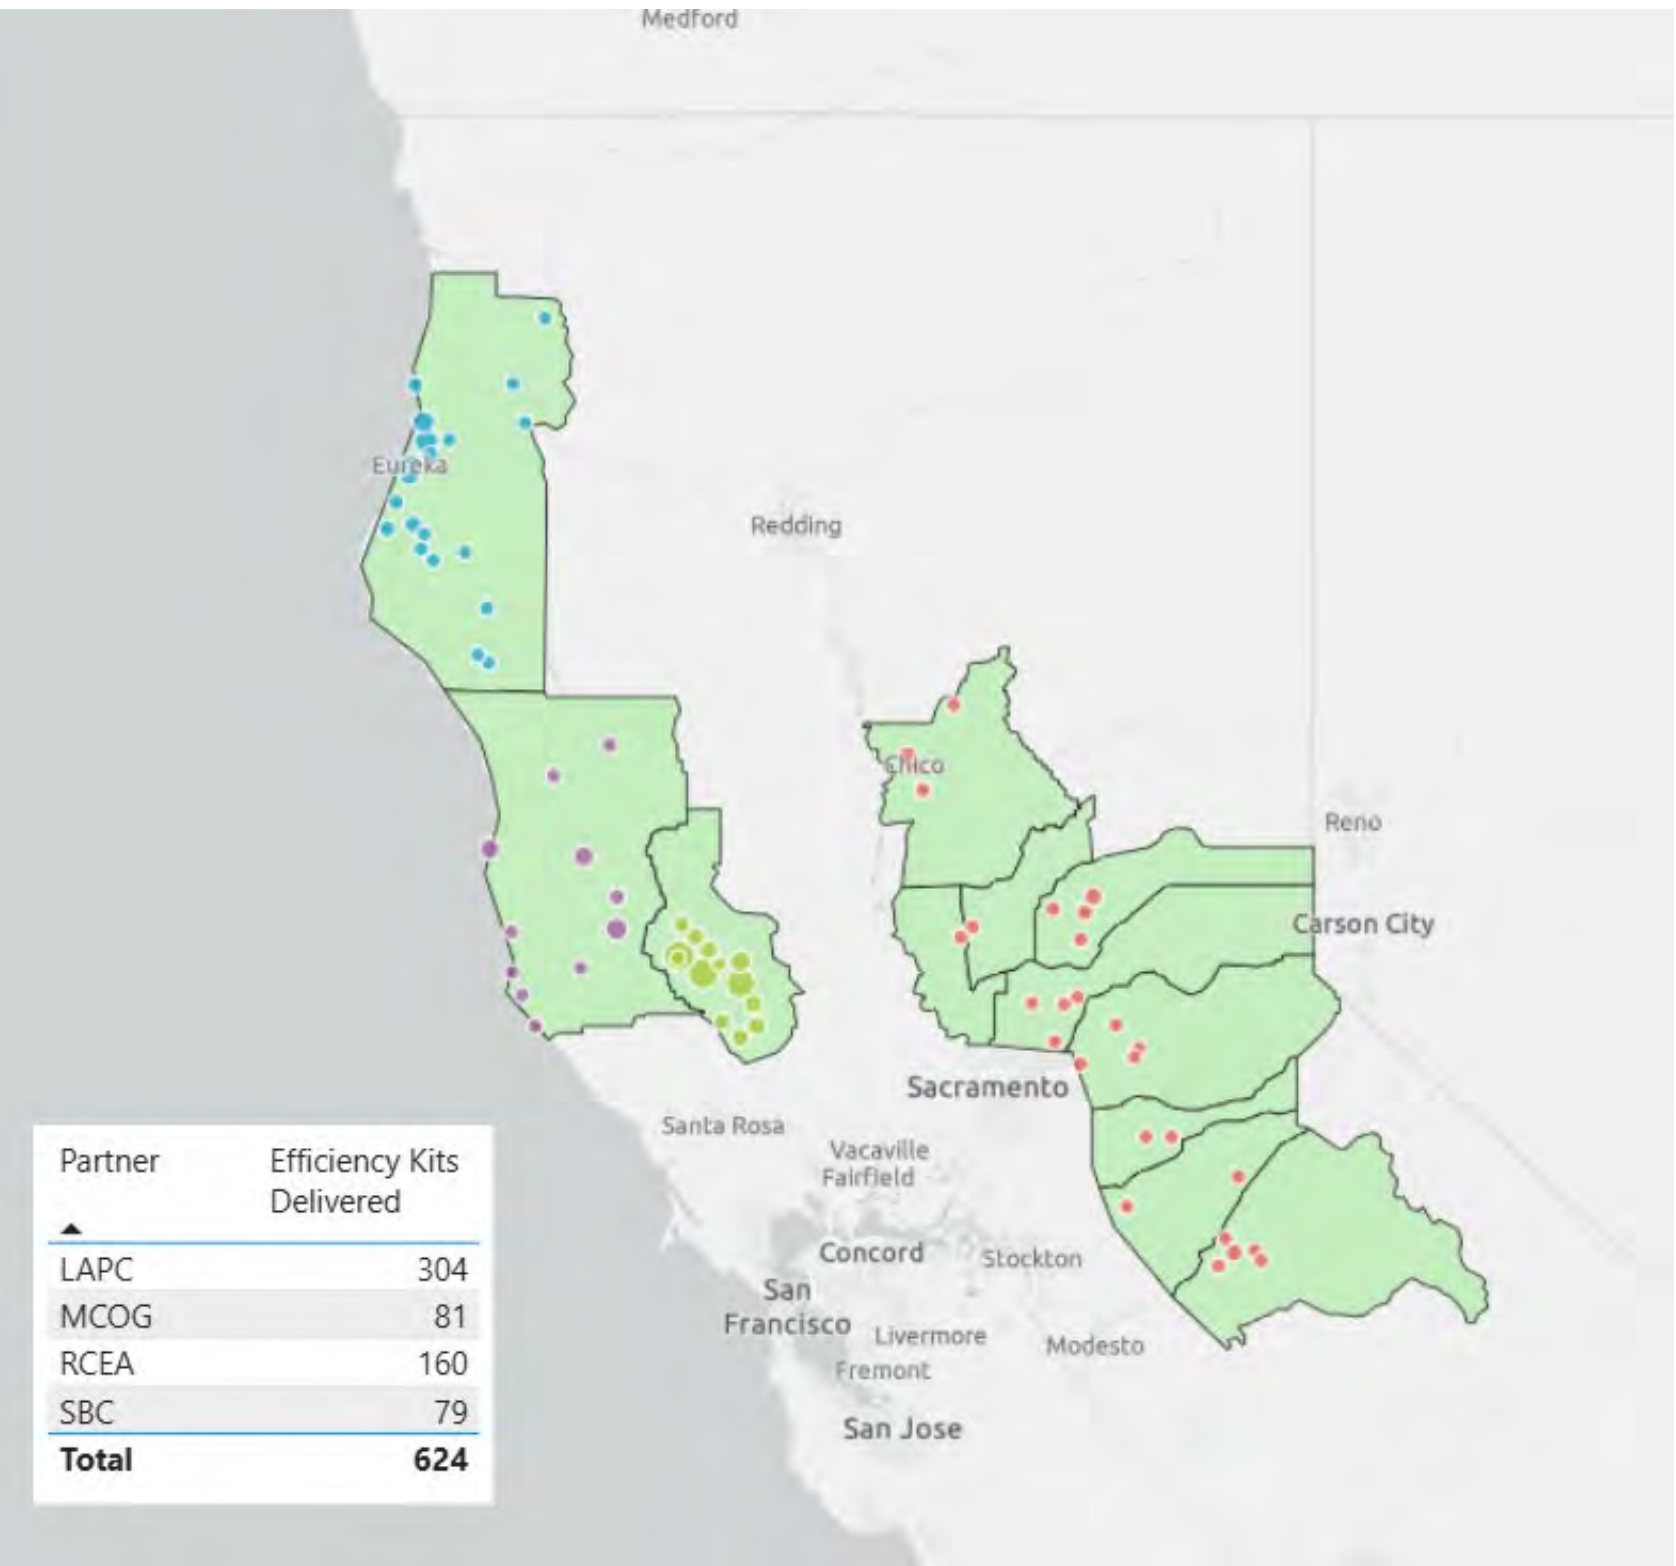 Medford
Eureka
Redding
Chico
Reno
Carson City
Sacramento
Santa Rosa
Vacaville
Fairfield
Concord
Stockton
San
Francisco
Livermore
Modesto
Fremont
San Jose
Partner Efficiency Kits
Delivered
LAPC 304
MCOG 81
RCEA 160
SBC 79
Total 624